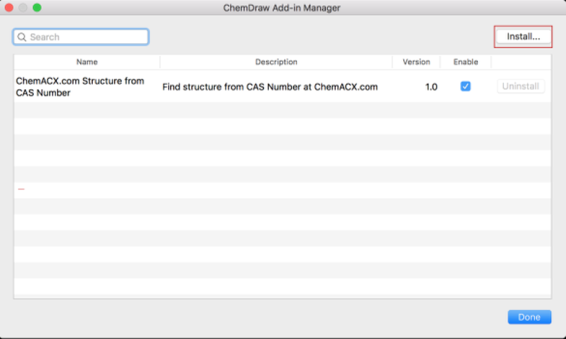 ChemDraw Add-in Manager
Search
Install...
Name Description Version Enable
ChemACX.com Structure from
CAS Number
Find structure from CAS Number at ChemACX.com 1.0 Uninstall
Done